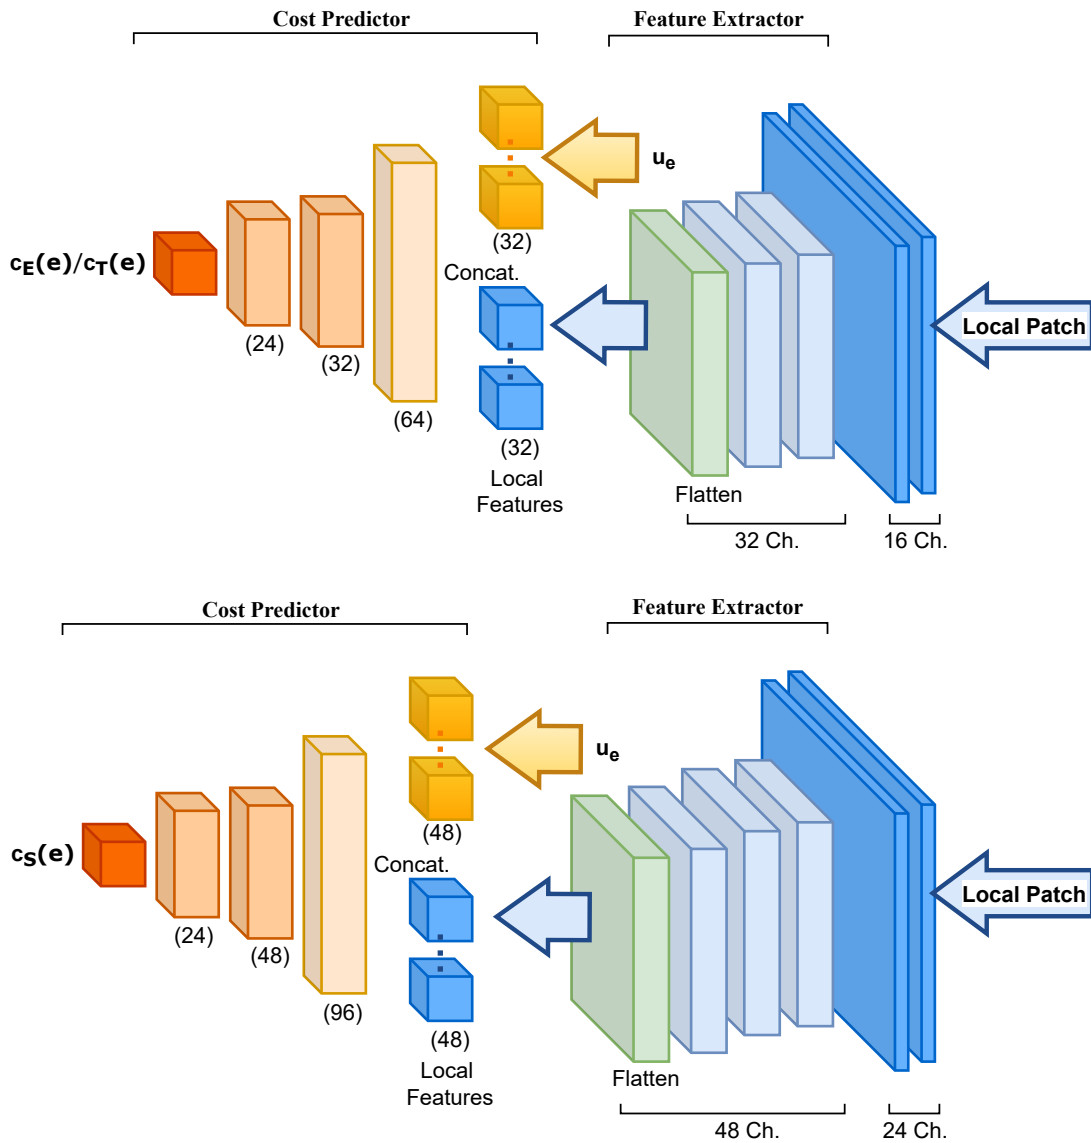 Cost Predictor
Feature Extractor
u_e
(32)
c_E(e)/c_T(e)
Concat.
Local Patch
(24)
(32)
(64)
(32)
Local
Features
Flatten
32 Ch.
16 Ch.
Cost Predictor
Feature Extractor
u_e
(48)
c_S(e)
Concat.
Local Patch
(24)
(48)
(96)
(48)
Local
Features
Flatten
48 Ch.
24 Ch.